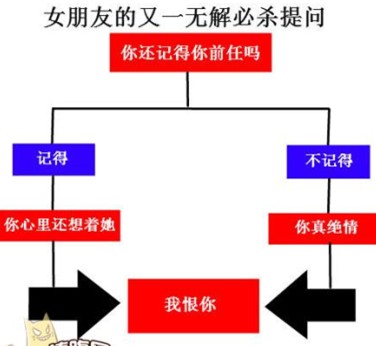 女朋友的又一无解必杀提问
你还记得你前任吗
记得
不记得
你心里还想着她
你真绝情
我恨你